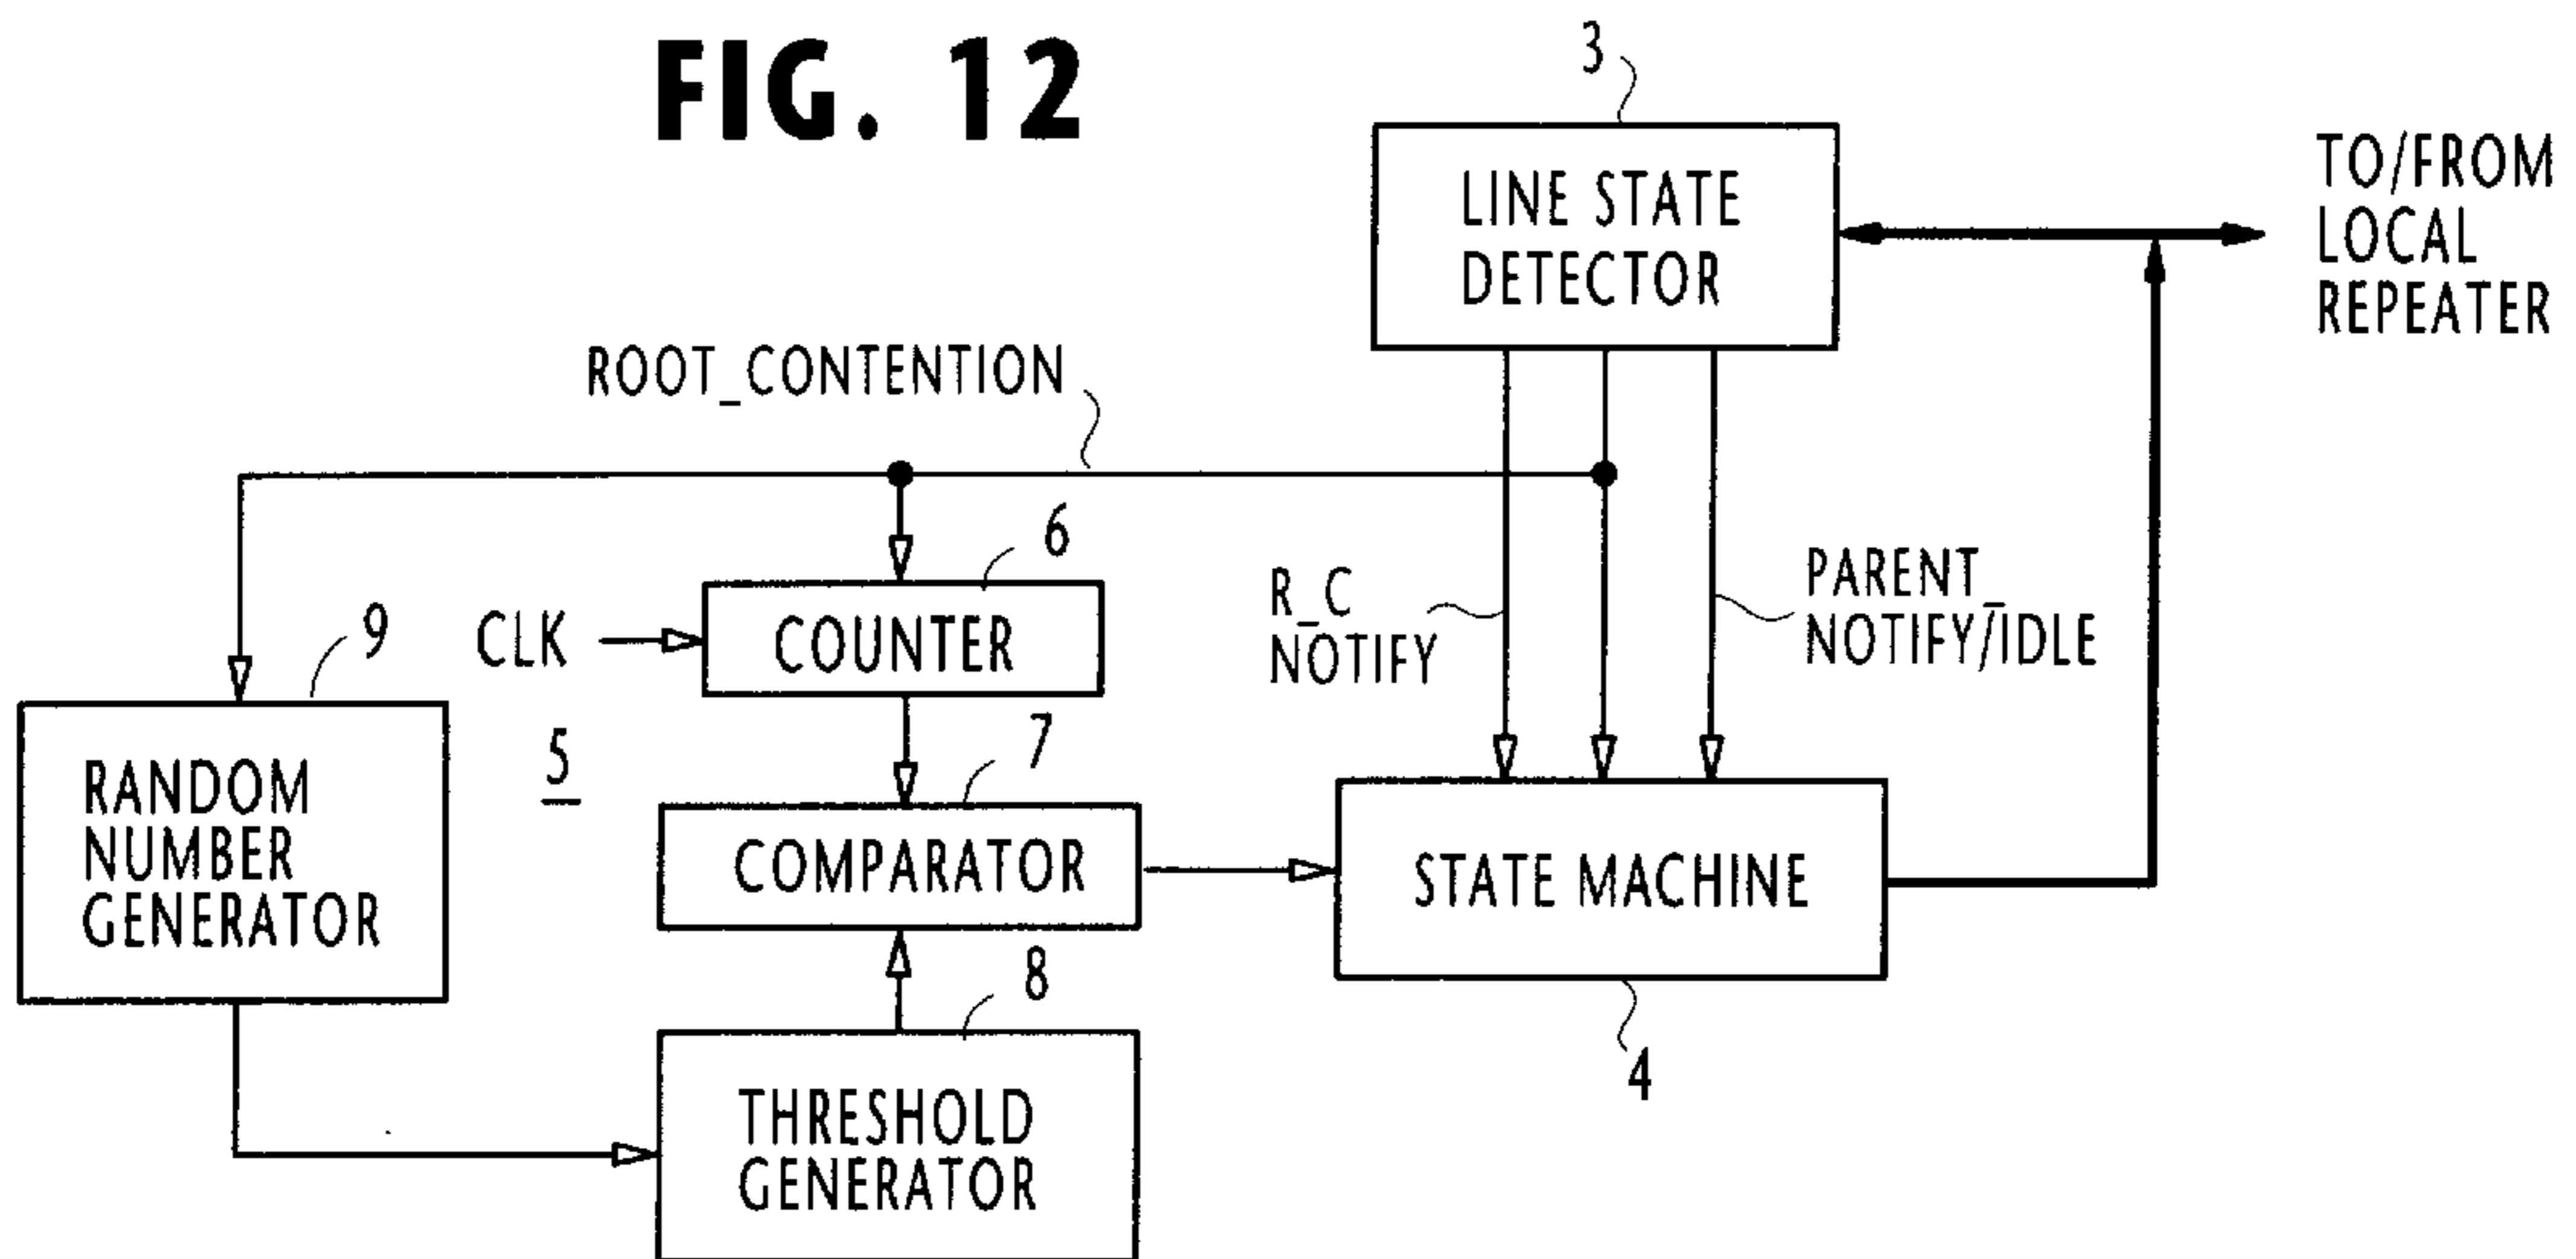 FIG. 12
3
LINE STATE
DETECTOR
TO/FROM
LOCAL
REPEATER
ROOT_CONTENTION
6
CLK
COUNTER
R_C
NOTIFY
PARENT_
NOTIFY/IDLE
9
RANDOM
NUMBER
GENERATOR
5
7
COMPARATOR
STATE MACHINE
4
8
THRESHOLD
GENERATOR